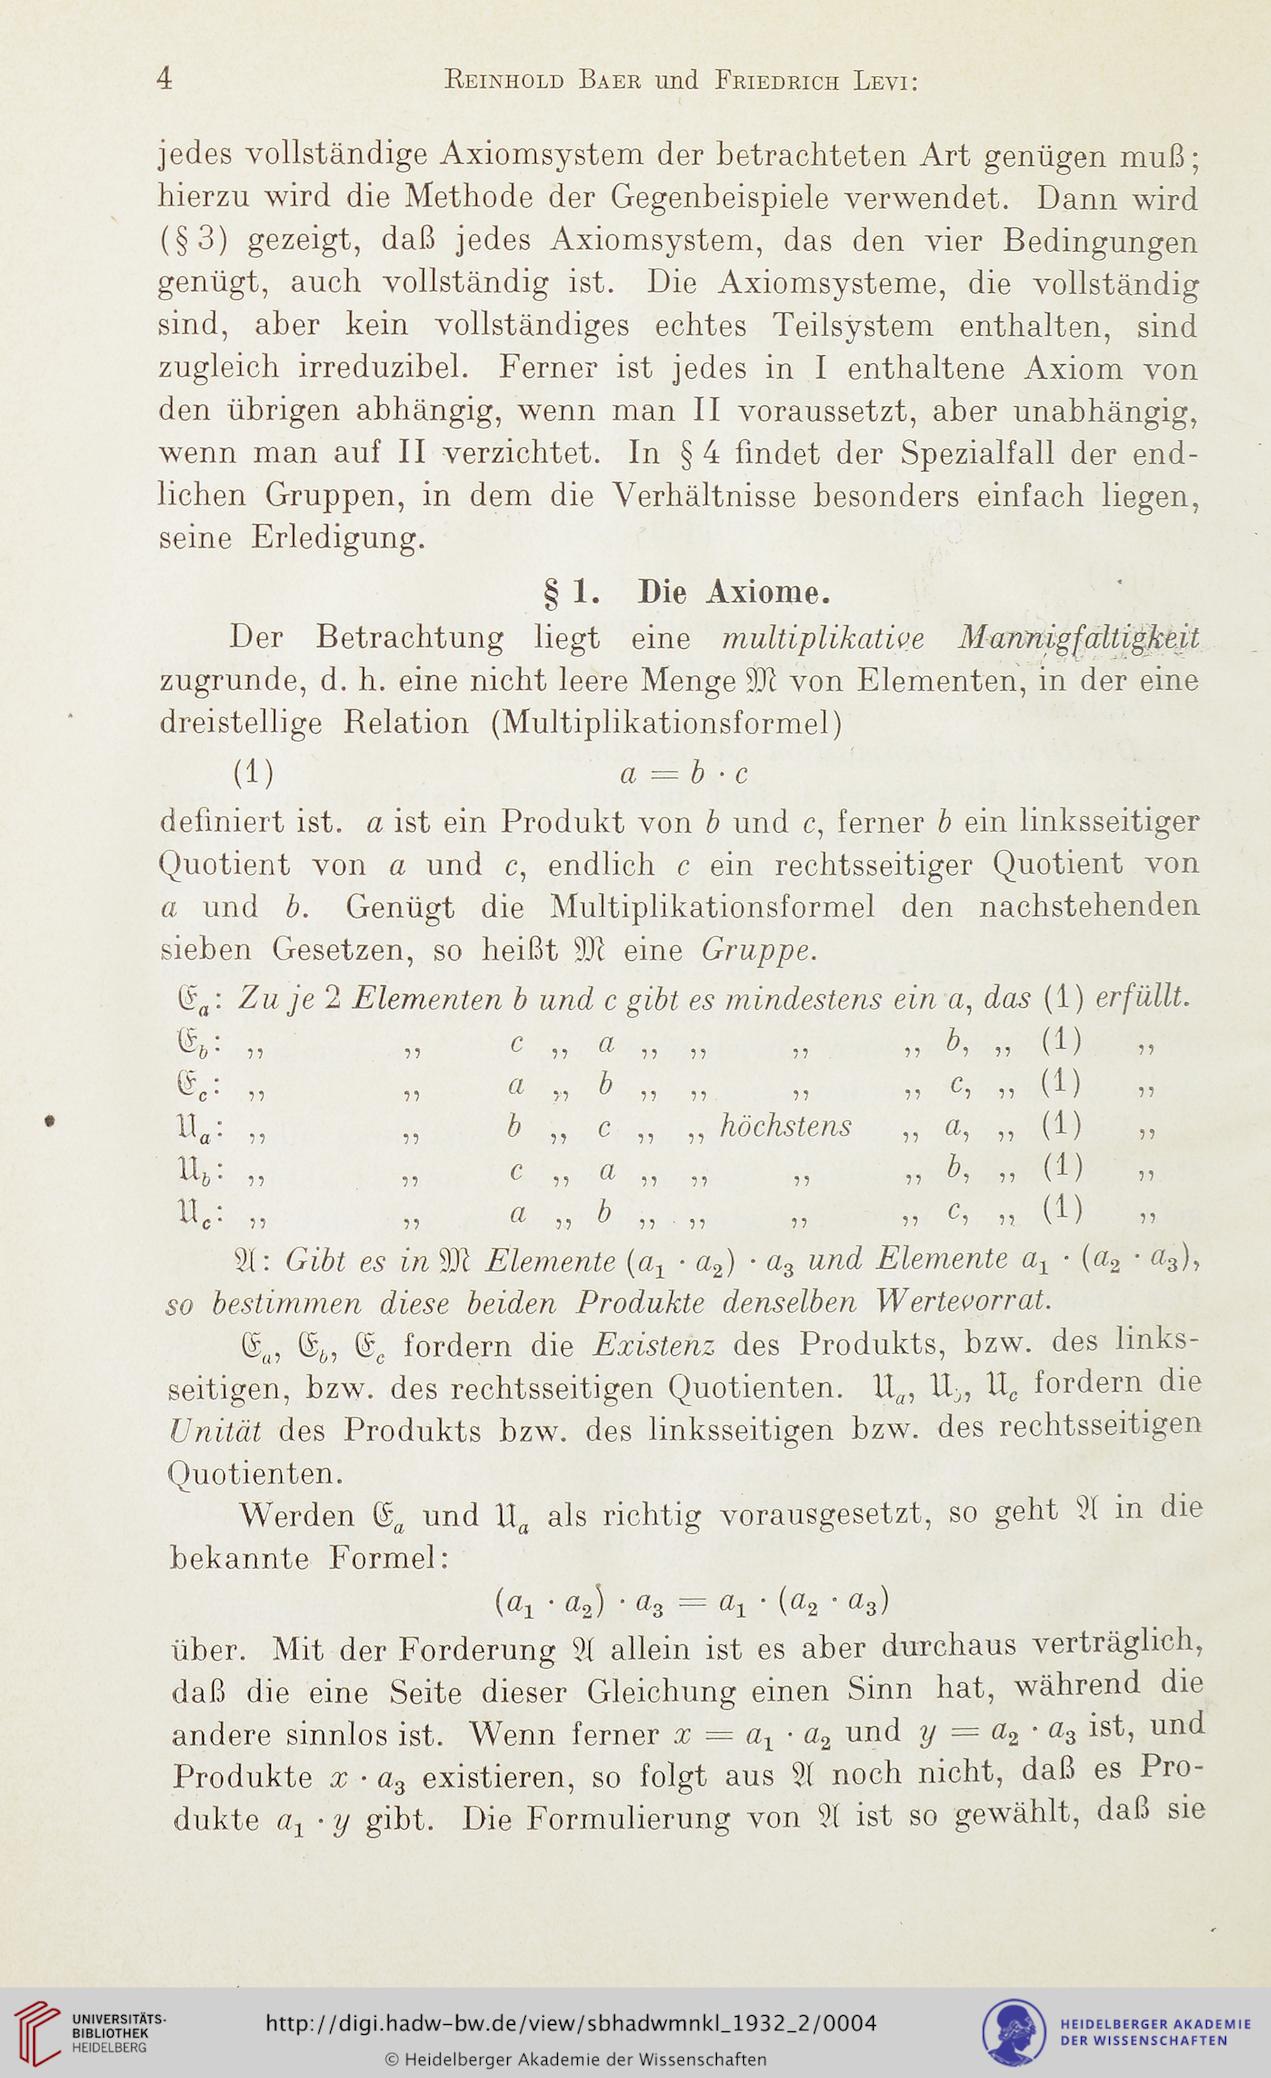 4 REINHOLD BAER und FRIEDRICH LEVI:
jedes vollständige Axiomsystem der betrachteten Art genügen muß;
hierzu wird die Methode der Gegenbeispiele verwendet. Dann wird
(§ 3) gezeigt, daß jedes Axiomsystem, das den vier Bedingungen
genügt, auch vollständig ist. Die Axiomsysteme, die vollständig
sind, aber kein vollständiges echtes Teilsystem enthalten, sind
zugleich irreduzibel. Ferner ist jedes in I enthaltene Axiom von
den übrigen abhängig, wenn man II voraussetzt, aber unabhängig,
wenn man auf II verzichtet. In § 4 findet der Spezialfall der end-
lichen Gruppen, in dem die Verhältnisse besonders einfach liegen,
seine Erledigung.
§ 1. Die Axiome.
Der Betrachtung liegt eine multiplikative Mannigfaltigkeit
zugrunde, d. h. eine nicht leere Menge 𝔐 von Elementen, in der eine
dreistellige Relation (Multiplikationsformel)
(1) a = b · c
definiert ist. a ist ein Produkt von b und c, ferner b ein linksseitiger
Quotient von a und c, endlich c ein rechtsseitiger Quotient von
a und b. Genügt die Multiplikationsformel den nachstehenden
sieben Gesetzen, so heißt 𝔐 eine Gruppe.
𝔈a: Zu je 2 Elementen b und c gibt es mindestens ein a, das (1) erfüllt.
𝔈b: „ „ c „ a „ „ „ „ b, „ (1) „
𝔈c: „ „ a „ b „ „ „ „ c, „ (1) „
𝔘a: „ „ b „ c „ „ höchstens „ a, „ (1) „
𝔘b: „ „ c „ a „ „ „ „ b, „ (1) „
𝔘c: „ „ a „ b „ „ „ „ c, „ (1) „
𝔄: Gibt es in 𝔐 Elemente (a₁ · a₂) · a₃ und Elemente a₁ · (a₂ · a₃),
so bestimmen diese beiden Produkte denselben Wertevorrat.
𝔈a, 𝔈b, 𝔈c fordern die Existenz des Produkts, bzw. des links-
seitigen, bzw. des rechtsseitigen Quotienten. 𝔘a, 𝔘b, 𝔘c fordern die
Unität des Produkts bzw. des linksseitigen bzw. des rechtsseitigen
Quotienten.
Werden 𝔈a und 𝔘a als richtig vorausgesetzt, so geht 𝔄 in die
bekannte Formel:
(a₁ · a₂) · a₃ = a₁ · (a₂ · a₃)
über. Mit der Forderung 𝔄 allein ist es aber durchaus verträglich,
daß die eine Seite dieser Gleichung einen Sinn hat, während die
andere sinnlos ist. Wenn ferner x = a₁ · a₂ und y = a₂ · a₃ ist, und
Produkte x · a₃ existieren, so folgt aus 𝔄 noch nicht, daß es Pro-
dukte a₁ · y gibt. Die Formulierung von 𝔄 ist so gewählt, daß sie
UNIVERSITÄTS-
BIBLIOTHEK
HEIDELBERG
http://digi.hadw-bw.de/view/sbhadwmnkl_1932_2/0004
© Heidelberger Akademie der Wissenschaften
HEIDELBERGER AKADEMIE
DER WISSENSCHAFTEN